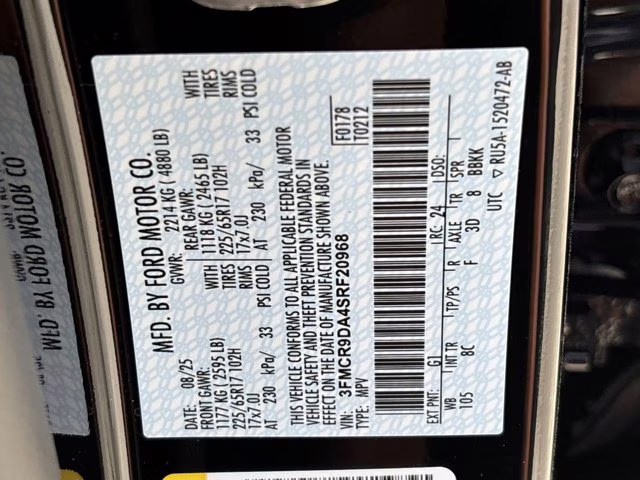 MFD. BY FORD MOTOR CO.
08/25 GVWR: 2214 KG ( 4880 LB)
FRONT GAWR: REAR GAWR: WITH
1177 KG ( 2595 LB) 1118 KG ( 2465 LB) TIRES
225/65R17 102H TIRES 225/65R17 102H RIMS
17x7.0J RIMS 17x7.0J
AT 230 kPa/ 33 PSI COLD AT 230 kPa/ 33 PSI COLD
THIS VEHICLE CONFORMS TO ALL APPLICABLE FEDERAL MOTOR
VEHICLE SAFETY AND THEFT PREVENTION STANDARDS IN
EFFECT ON THE DATE OF MANUFACTURE SHOWN ABOVE.
VIN: 3FMCR9DA4SRF20968 F0178
TYPE: MPV T0212
EXT PNT: G1 RC: 24 DSO:
WB INT TR TP/PS R AXLE TR SPR
105 8C F 3D 8 BBKK
UTC ▽ RU5A-1520472-AB
MFD. BY FORD MOTOR CO.